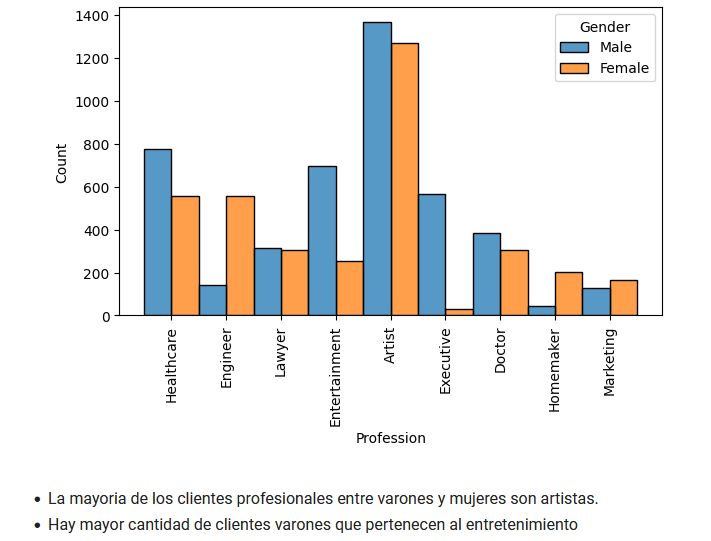 1400
1200
1000
800
600
400
200
0
Count
Gender
Male
Female
Healthcare
Engineer
Lawyer
Entertainment
Artist
Executive
Doctor
Homemaker
Marketing
Profession
• La mayoria de los clientes profesionales entre varones y mujeres son artistas.
• Hay mayor cantidad de clientes varones que pertenecen al entretenimiento